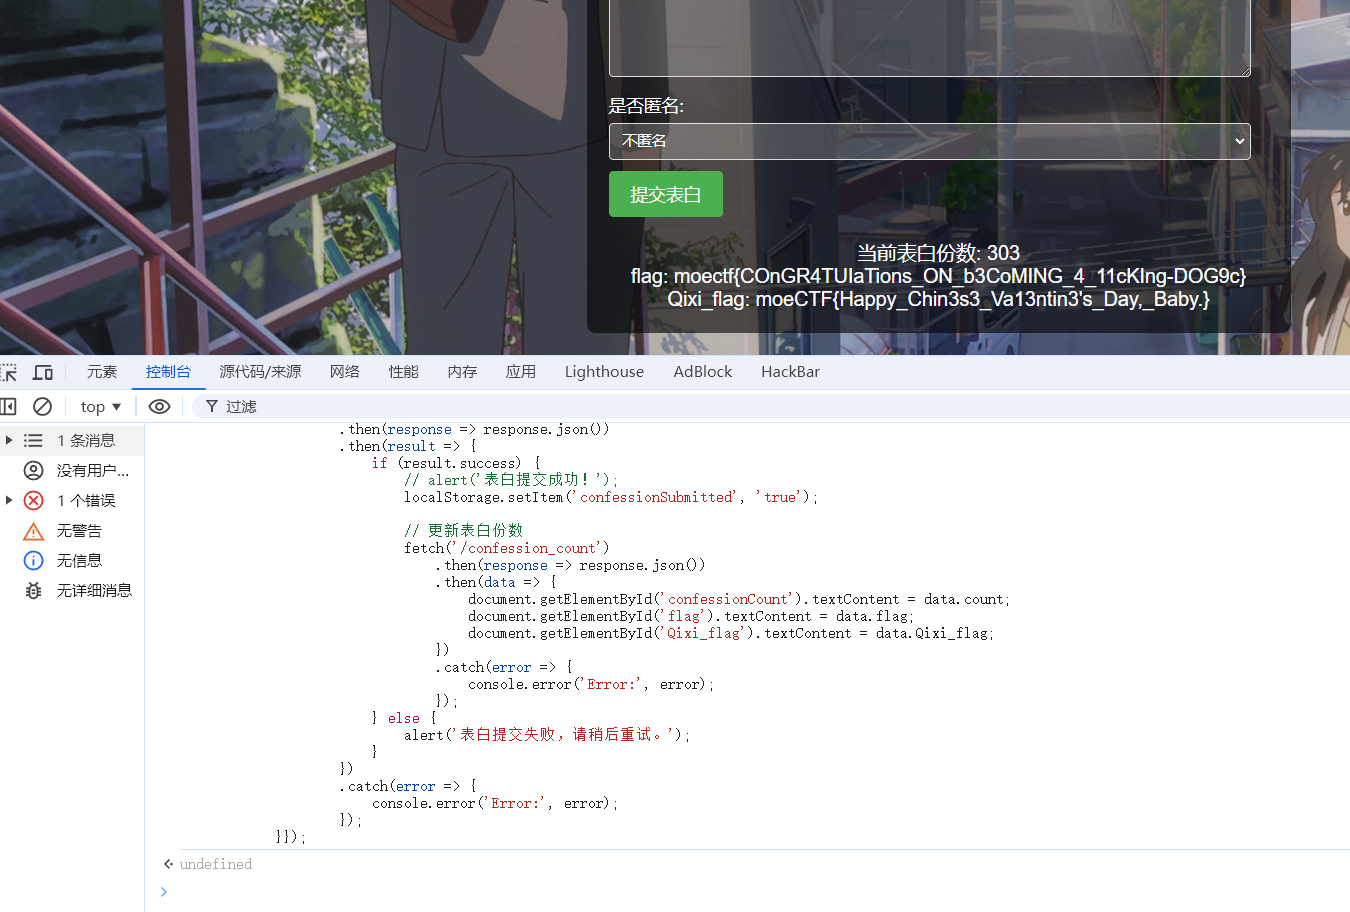 是否匿名:
不匿名
提交表白
当前表白份数: 303
flag: moectf{COnGR4TUlaTions_ON_b3CoMING_4_11cKIng-DOG9c}
Qixi_flag: moeCTF{Happy_Chin3s3_Va13ntin3's_Day,_Baby.}
元素 控制台 源代码/来源 网络 性能 内存 应用 Lighthouse AdBlock HackBar
top 过滤
1 条消息
没有用户...
1 个错误
无警告
无信息
无详细消息
.then(response => response.json())
.then(result => {
if (result.success) {
// alert('表白提交成功！');
localStorage.setItem('confessionSubmitted', 'true');
// 更新表白份数
fetch('/confession_count')
.then(response => response.json())
.then(data => {
document.getElementById('confessionCount').textContent = data.count;
document.getElementById('flag').textContent = data.flag;
document.getElementById('Qixi_flag').textContent = data.Qixi_flag;
})
.catch(error => {
console.error('Error:', error);
});
} else {
alert('表白提交失败，请稍后重试。');
}
})
.catch(error => {
console.error('Error:', error);
});
}});
undefined